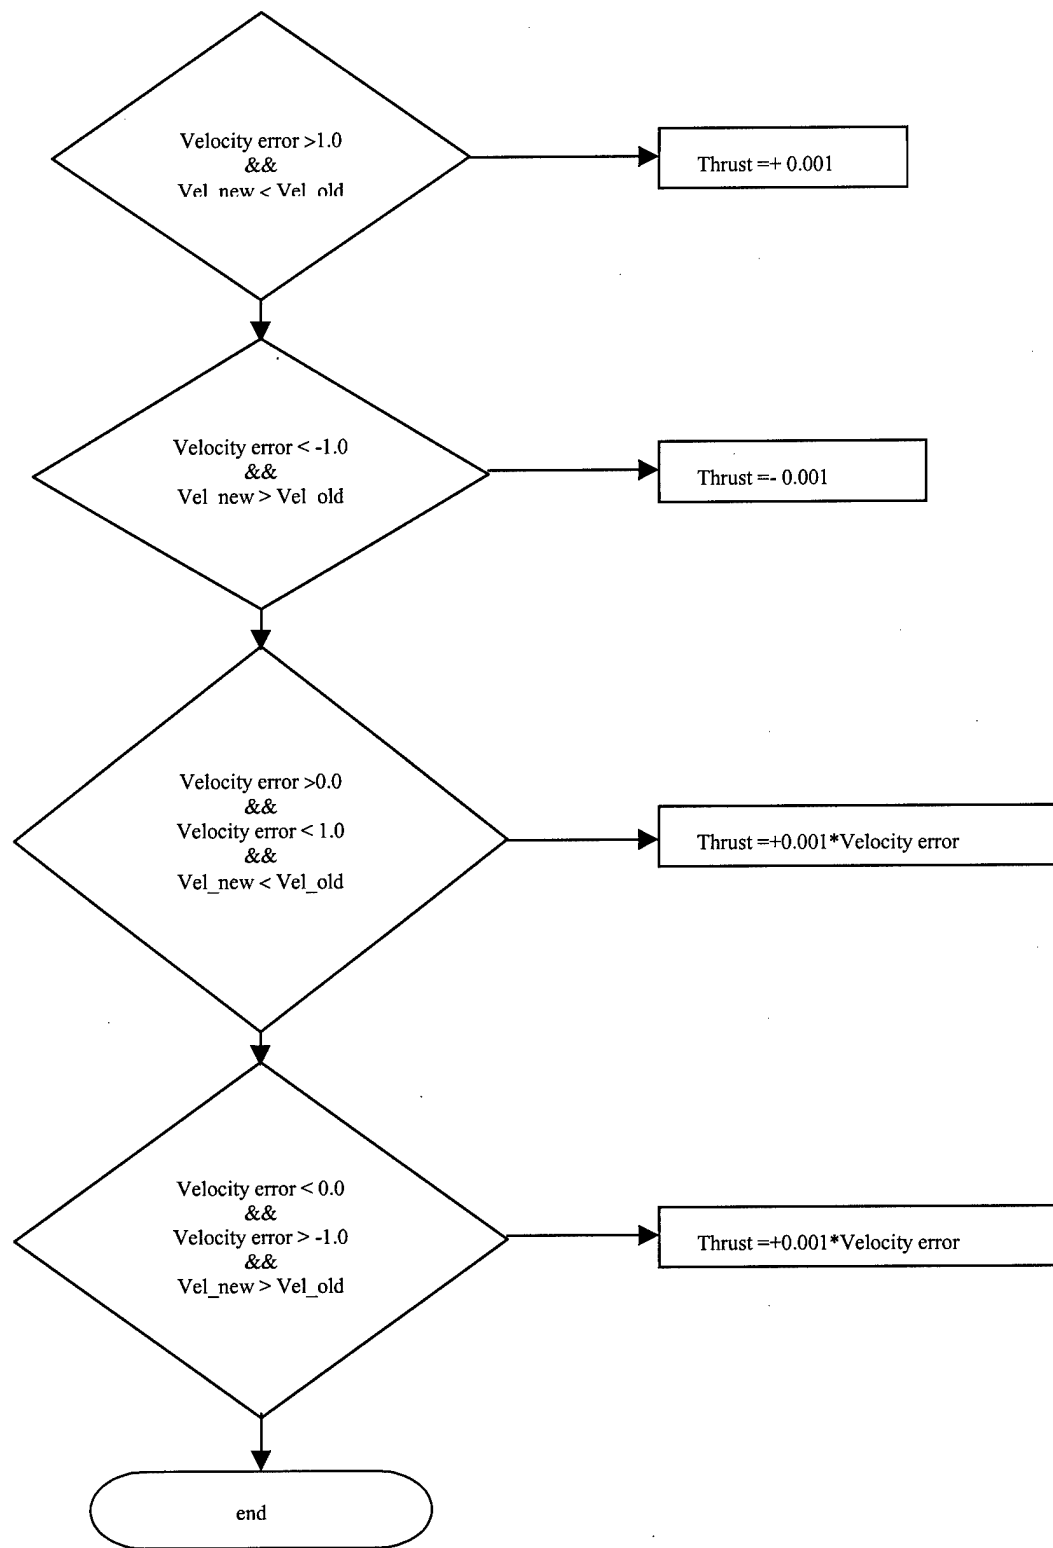 Velocity error >1.0
&&
Vel_new < Vel_old
Thrust =+ 0.001
Velocity error < -1.0
&&
Vel_new > Vel_old
Thrust =- 0.001
Velocity error >0.0
&&
Velocity error < 1.0
&&
Vel_new < Vel_old
Thrust =+0.001*Velocity error
Velocity error < 0.0
&&
Velocity error > -1.0
&&
Vel_new > Vel_old
Thrust =+0.001*Velocity error
end